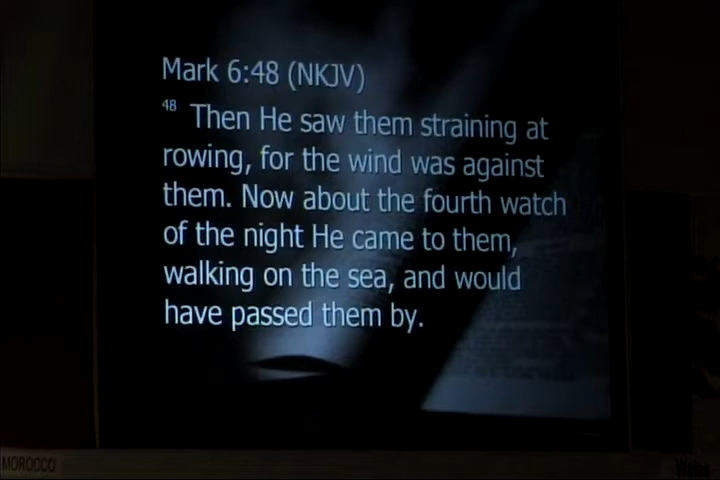 Mark 6:48 (NKJV)
48 Then He saw them straining at
rowing, for the wind was against
them. Now about the fourth watch
of the night He came to them,
walking on the sea, and would
have passed them by.
MOROCCO